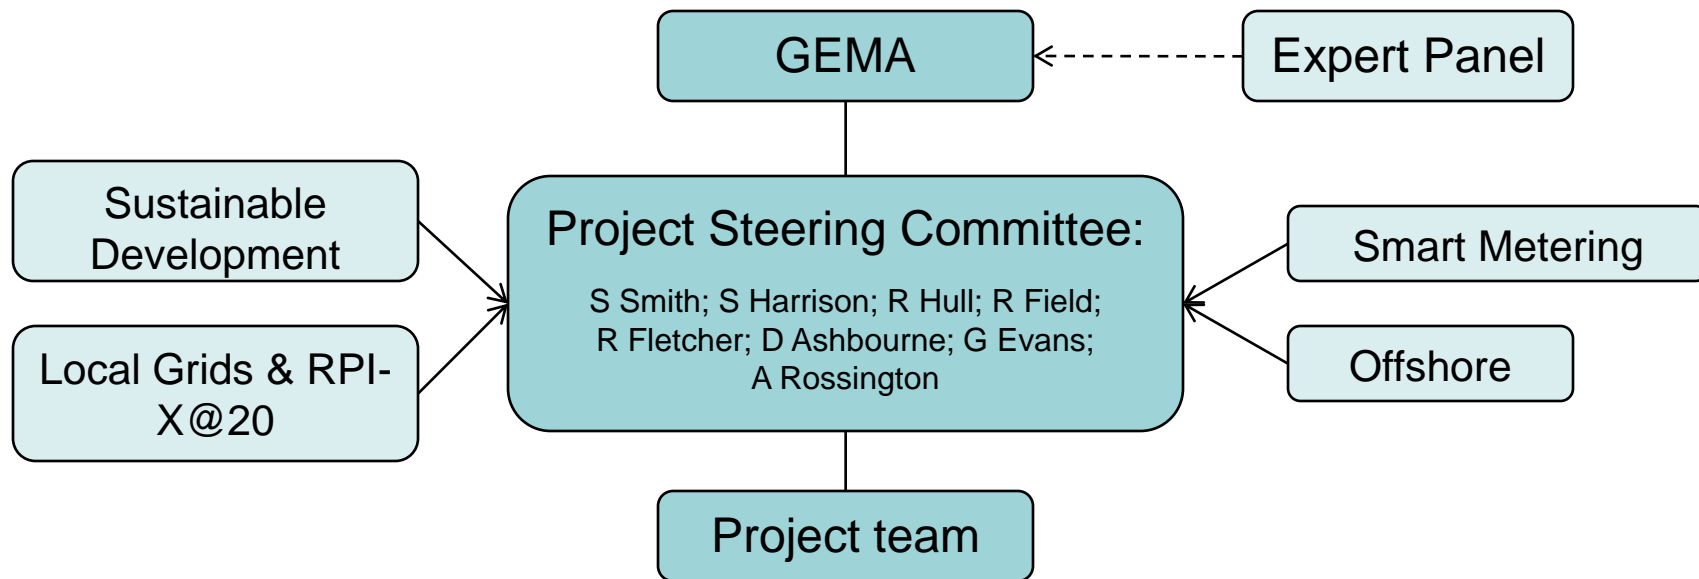 GEMA
Expert Panel
Sustainable
Development
Local Grids & RPI-
X@20
Project Steering Committee:
S Smith; S Harrison; R Hull; R Field;
R Fletcher; D Ashbourne; G Evans;
A Rossington
Smart Metering
Offshore
Project team